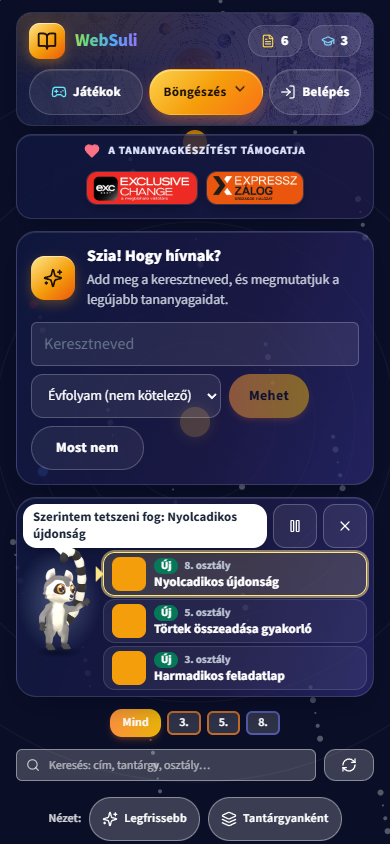 WebSuli
6
3
Játékok
Böngészés
Belépés
A TANANYAGKÉSZÍTÉST TÁMOGATJA
exc
EXCLUSIVE
CHANGE
EXPRESSZ
ZÁLOG
Szia! Hogy hívnak?
Add meg a keresztneved, és megmutatjuk a
legújabb tananyagaidat.
Keresztneved
Évfolyam (nem kötelező)
Mehet
Most nem
Szerintem tetszeni fog: Nyolcadikos
újdonság
Új 8. osztály
Nyolcadikos újdonság
Új 5. osztály
Törtek összeadása gyakorló
Új 3. osztály
Harmadikos feladatlap
Mind
3.
5.
8.
Keresés: cím, tantárgy, osztály...
Nézet:
Legfrissebb
Tantárgyanként